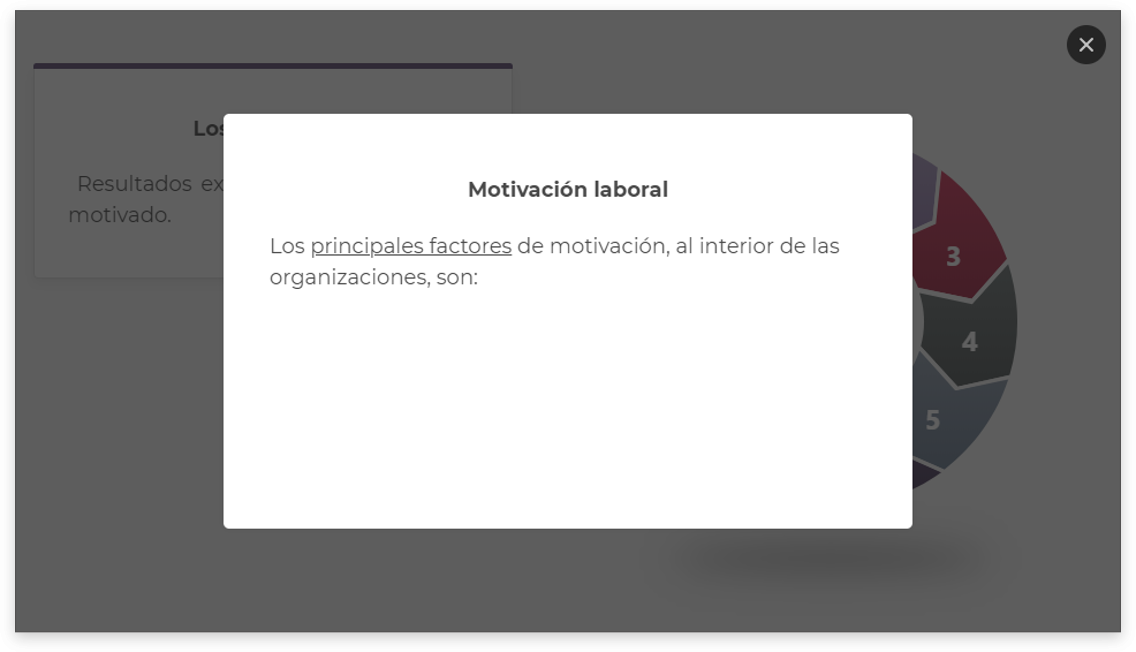 Los
Resultados ex
motivado.
Motivación laboral
Los principales factores de motivación, al interior de las
organizaciones, son:
3
4
5